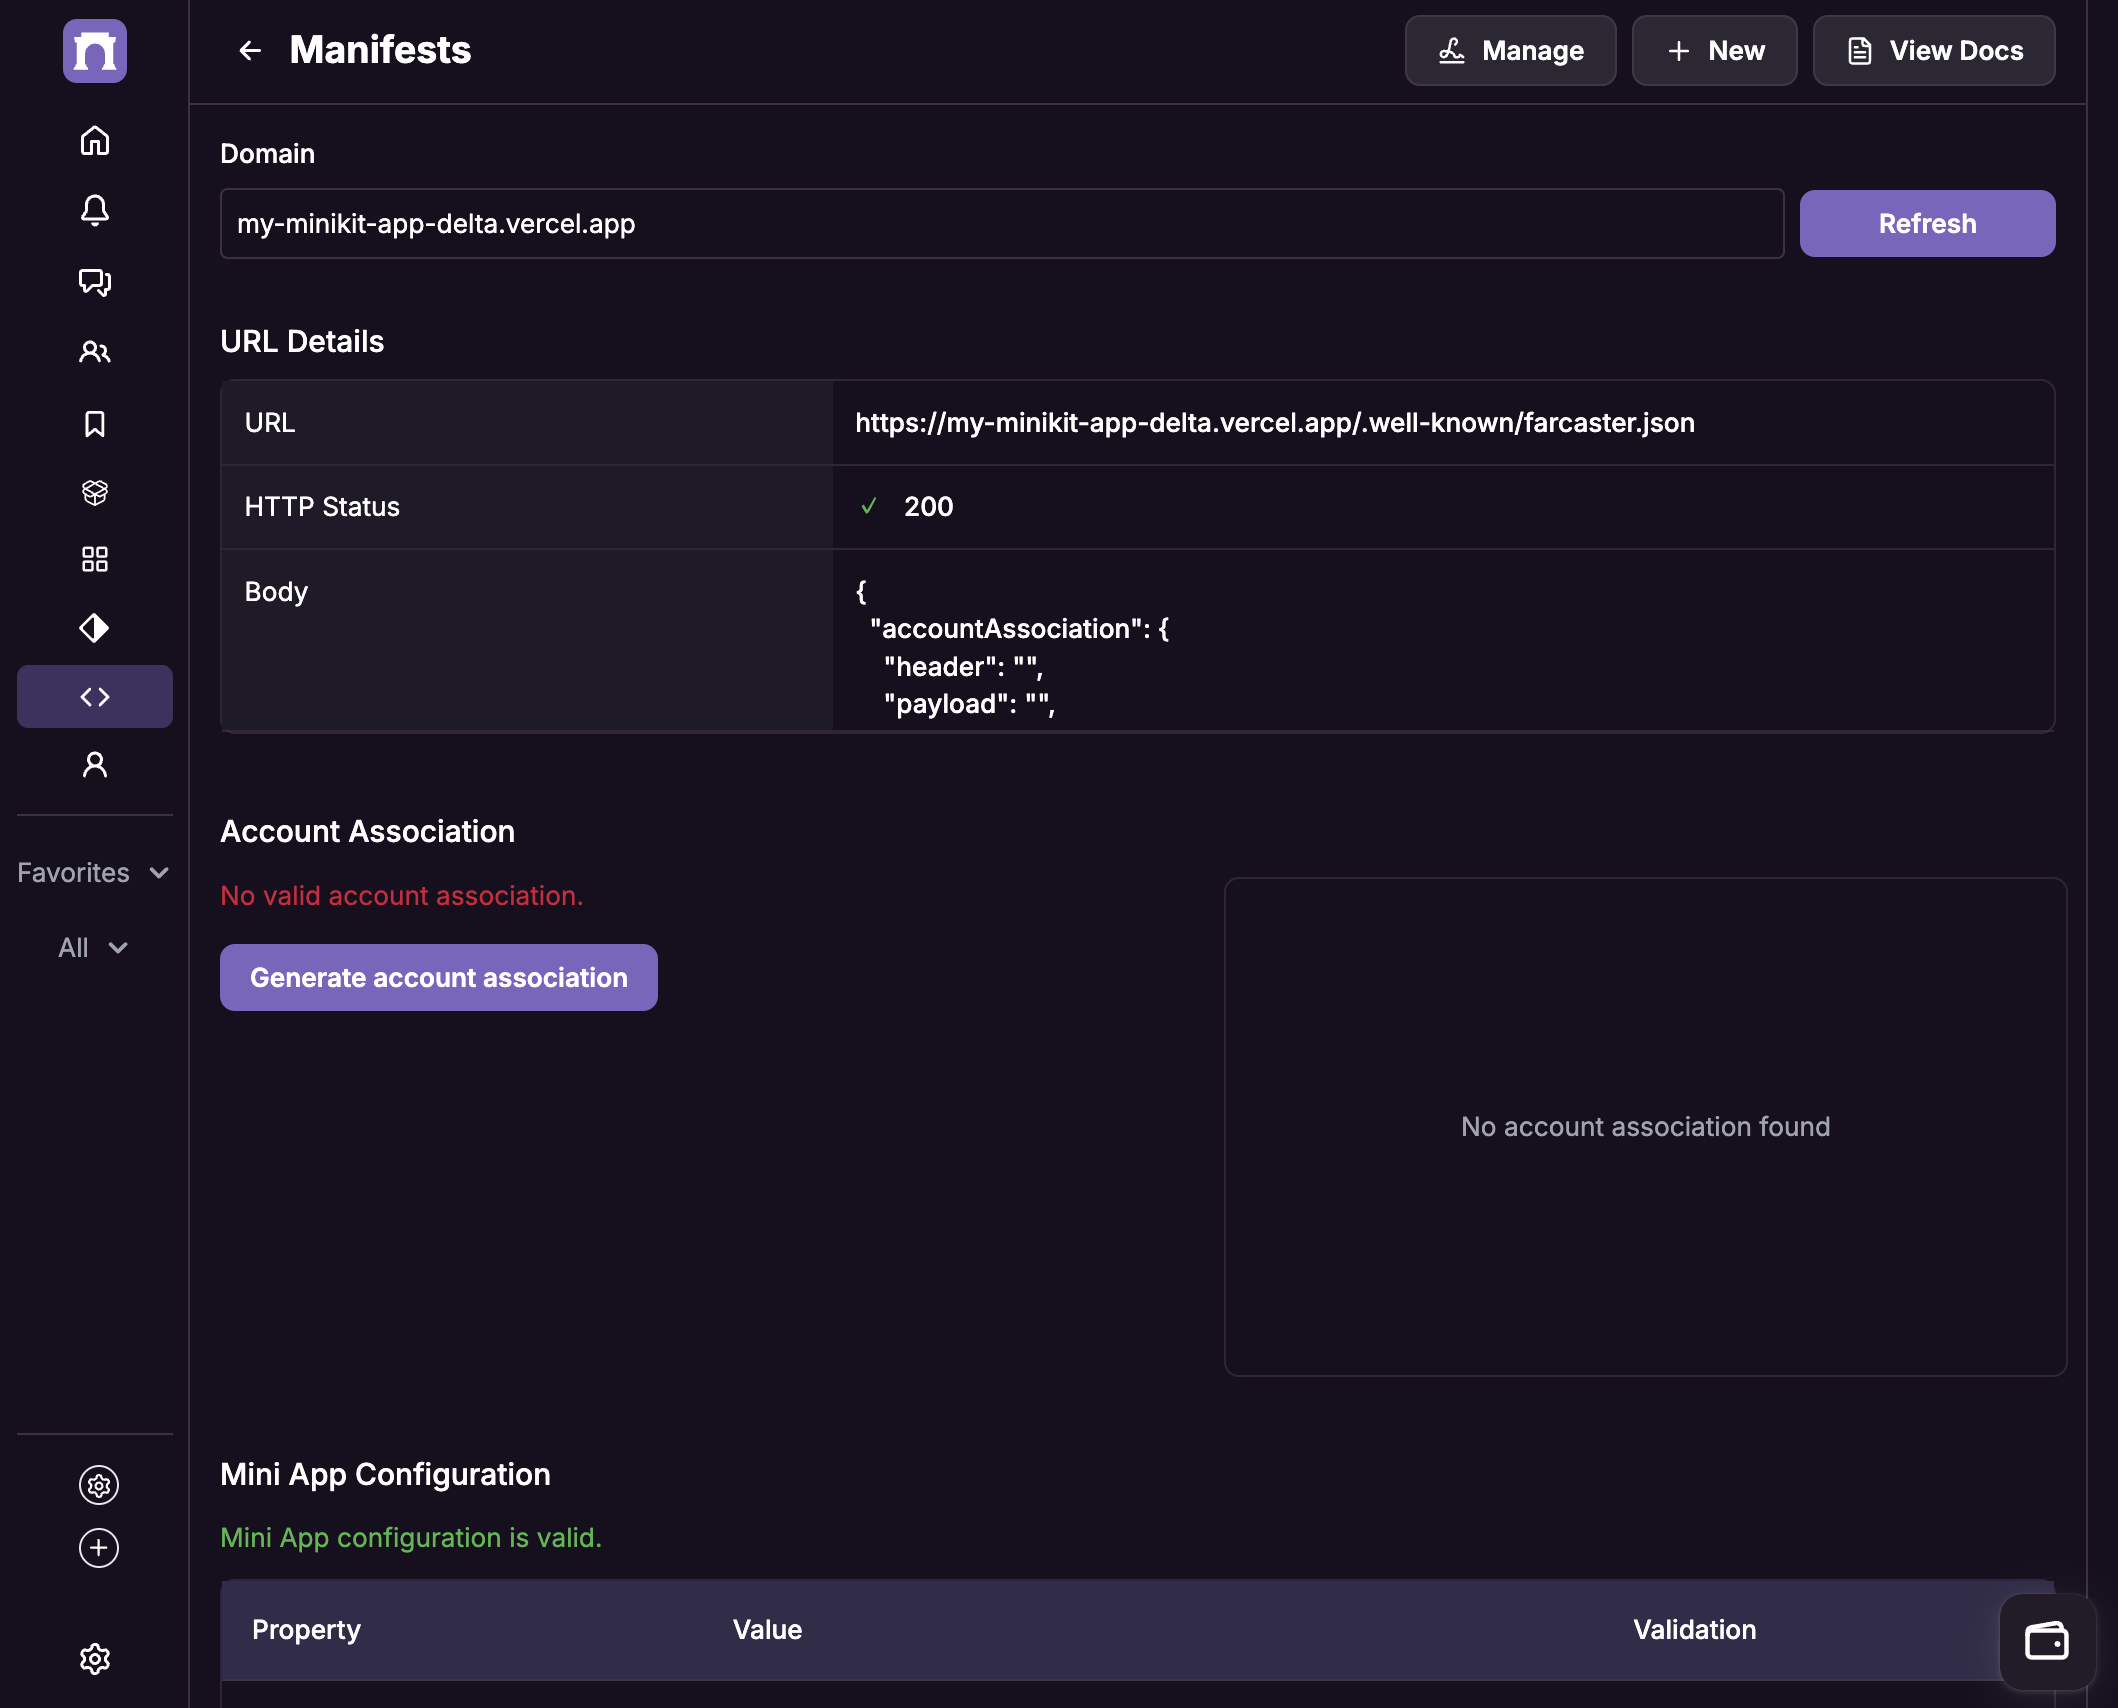 Manifests
Manage
New
View Docs
Domain
my-minikit-app-delta.vercel.app
Refresh
URL Details
URL
https://my-minikit-app-delta.vercel.app/.well-known/farcaster.json
HTTP Status
✓ 200
Body
{
"accountAssociation": {
"header": "",
"payload": "",
Favorites
All
Account Association
No valid account association.
Generate account association
No account association found
Mini App Configuration
Mini App configuration is valid.
Property
Value
Validation